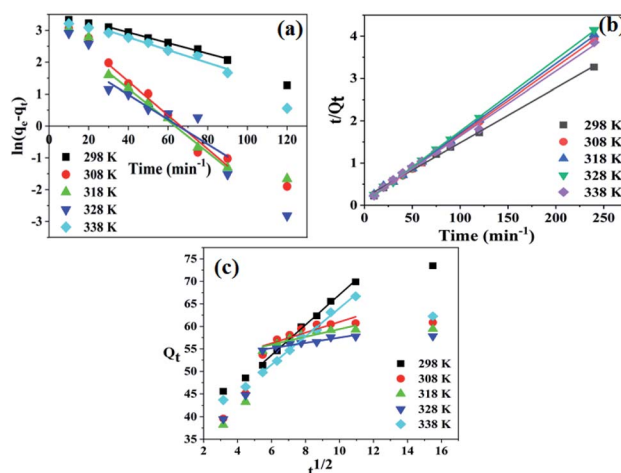 (a)
3
2
1
0
-1
-2
-3
ln(qe-qt)
0 20 40 60 80 100 120
Time (min⁻¹)
298 K
308 K
318 K
328 K
338 K
(b)
4
3
2
1
0
t/Qt
0 50 100 150 200 250
Time (min⁻¹)
298 K
308 K
318 K
328 K
338 K
(c)
75
70
65
60
55
50
45
40
35
Qt
2 4 6 8 10 12 14 16
t1/2
298 K
308 K
318 K
328 K
338 K